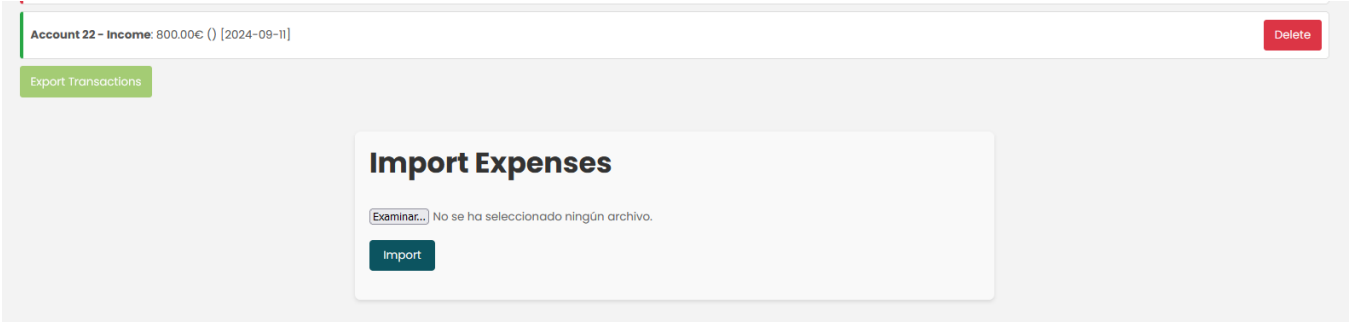 Account 22 - Income: 800.00€ () [2024-09-11]
Delete
Export Transactions
Import Expenses
Examinar... No se ha seleccionado ningún archivo.
Import